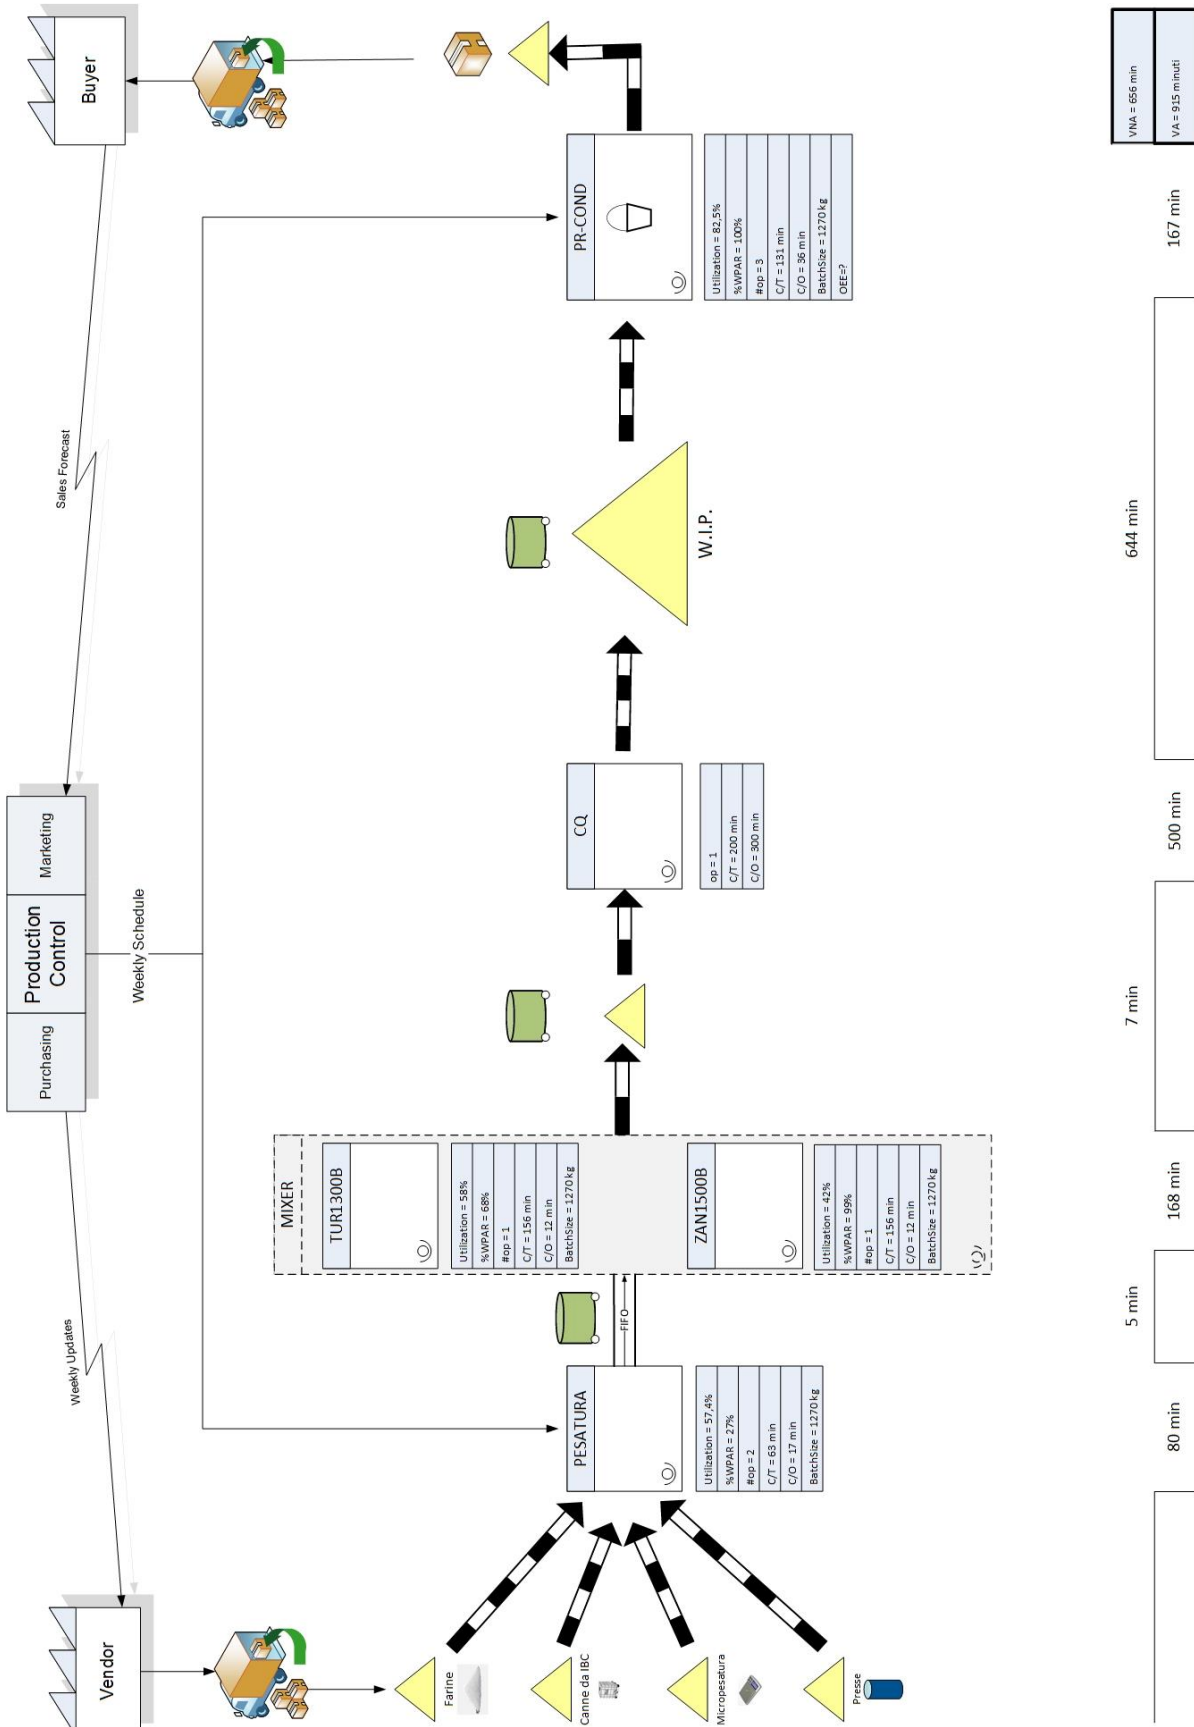 Vendor
Weekly Updates
Purchasing
Production
Control
Marketing
Weekly Schedule
Sales Forecast
Buyer
Farine
Canne da IBC
Micropesatura
Presse
PESATURA
Utilization = 57,4%
%WPAR = 27%
#op = 2
C/T = 63 min
C/O = 17 min
BatchSize = 1270 kg
FIFO
MIXER
TUR1300B
Utilization = 58%
%WPAR = 68%
#op = 1
C/T = 156 min
C/O = 12 min
BatchSize = 1270 kg
ZAN1500B
Utilization = 42%
%WPAR = 99%
#op = 1
C/T = 156 min
C/O = 12 min
BatchSize = 1270 kg
CQ
op = 1
C/T = 200 min
C/O = 300 min
W.I.P.
PR-COND
Utilization = 82,5%
%WPAR = 100%
#op = 3
C/T = 131 min
C/O = 36 min
BatchSize = 1270 kg
OEE=?
80 min
5 min
168 min
7 min
500 min
644 min
167 min
VNA = 656 min
VA = 915 minuti